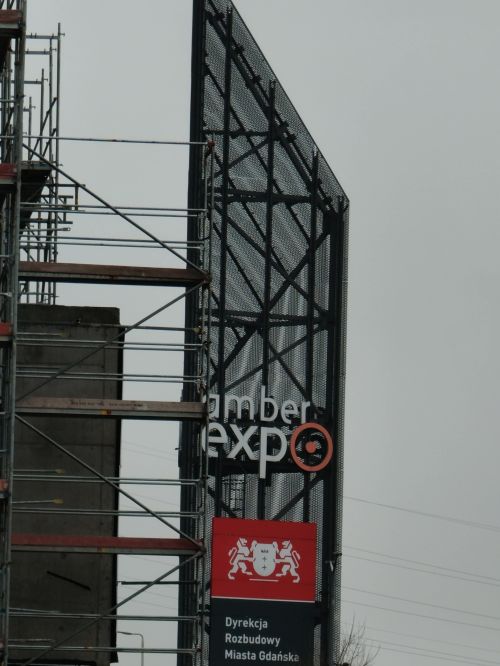 amber
expo
Dyrekcja
Rozbudowy
Miasta Gdańska